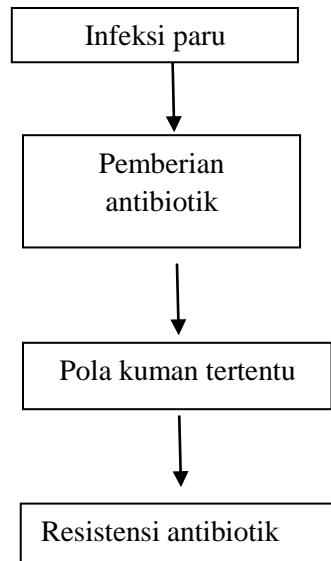 Infeksi paru
Pemberian
antibiotik
Pola kuman tertentu
Resistensi antibiotik